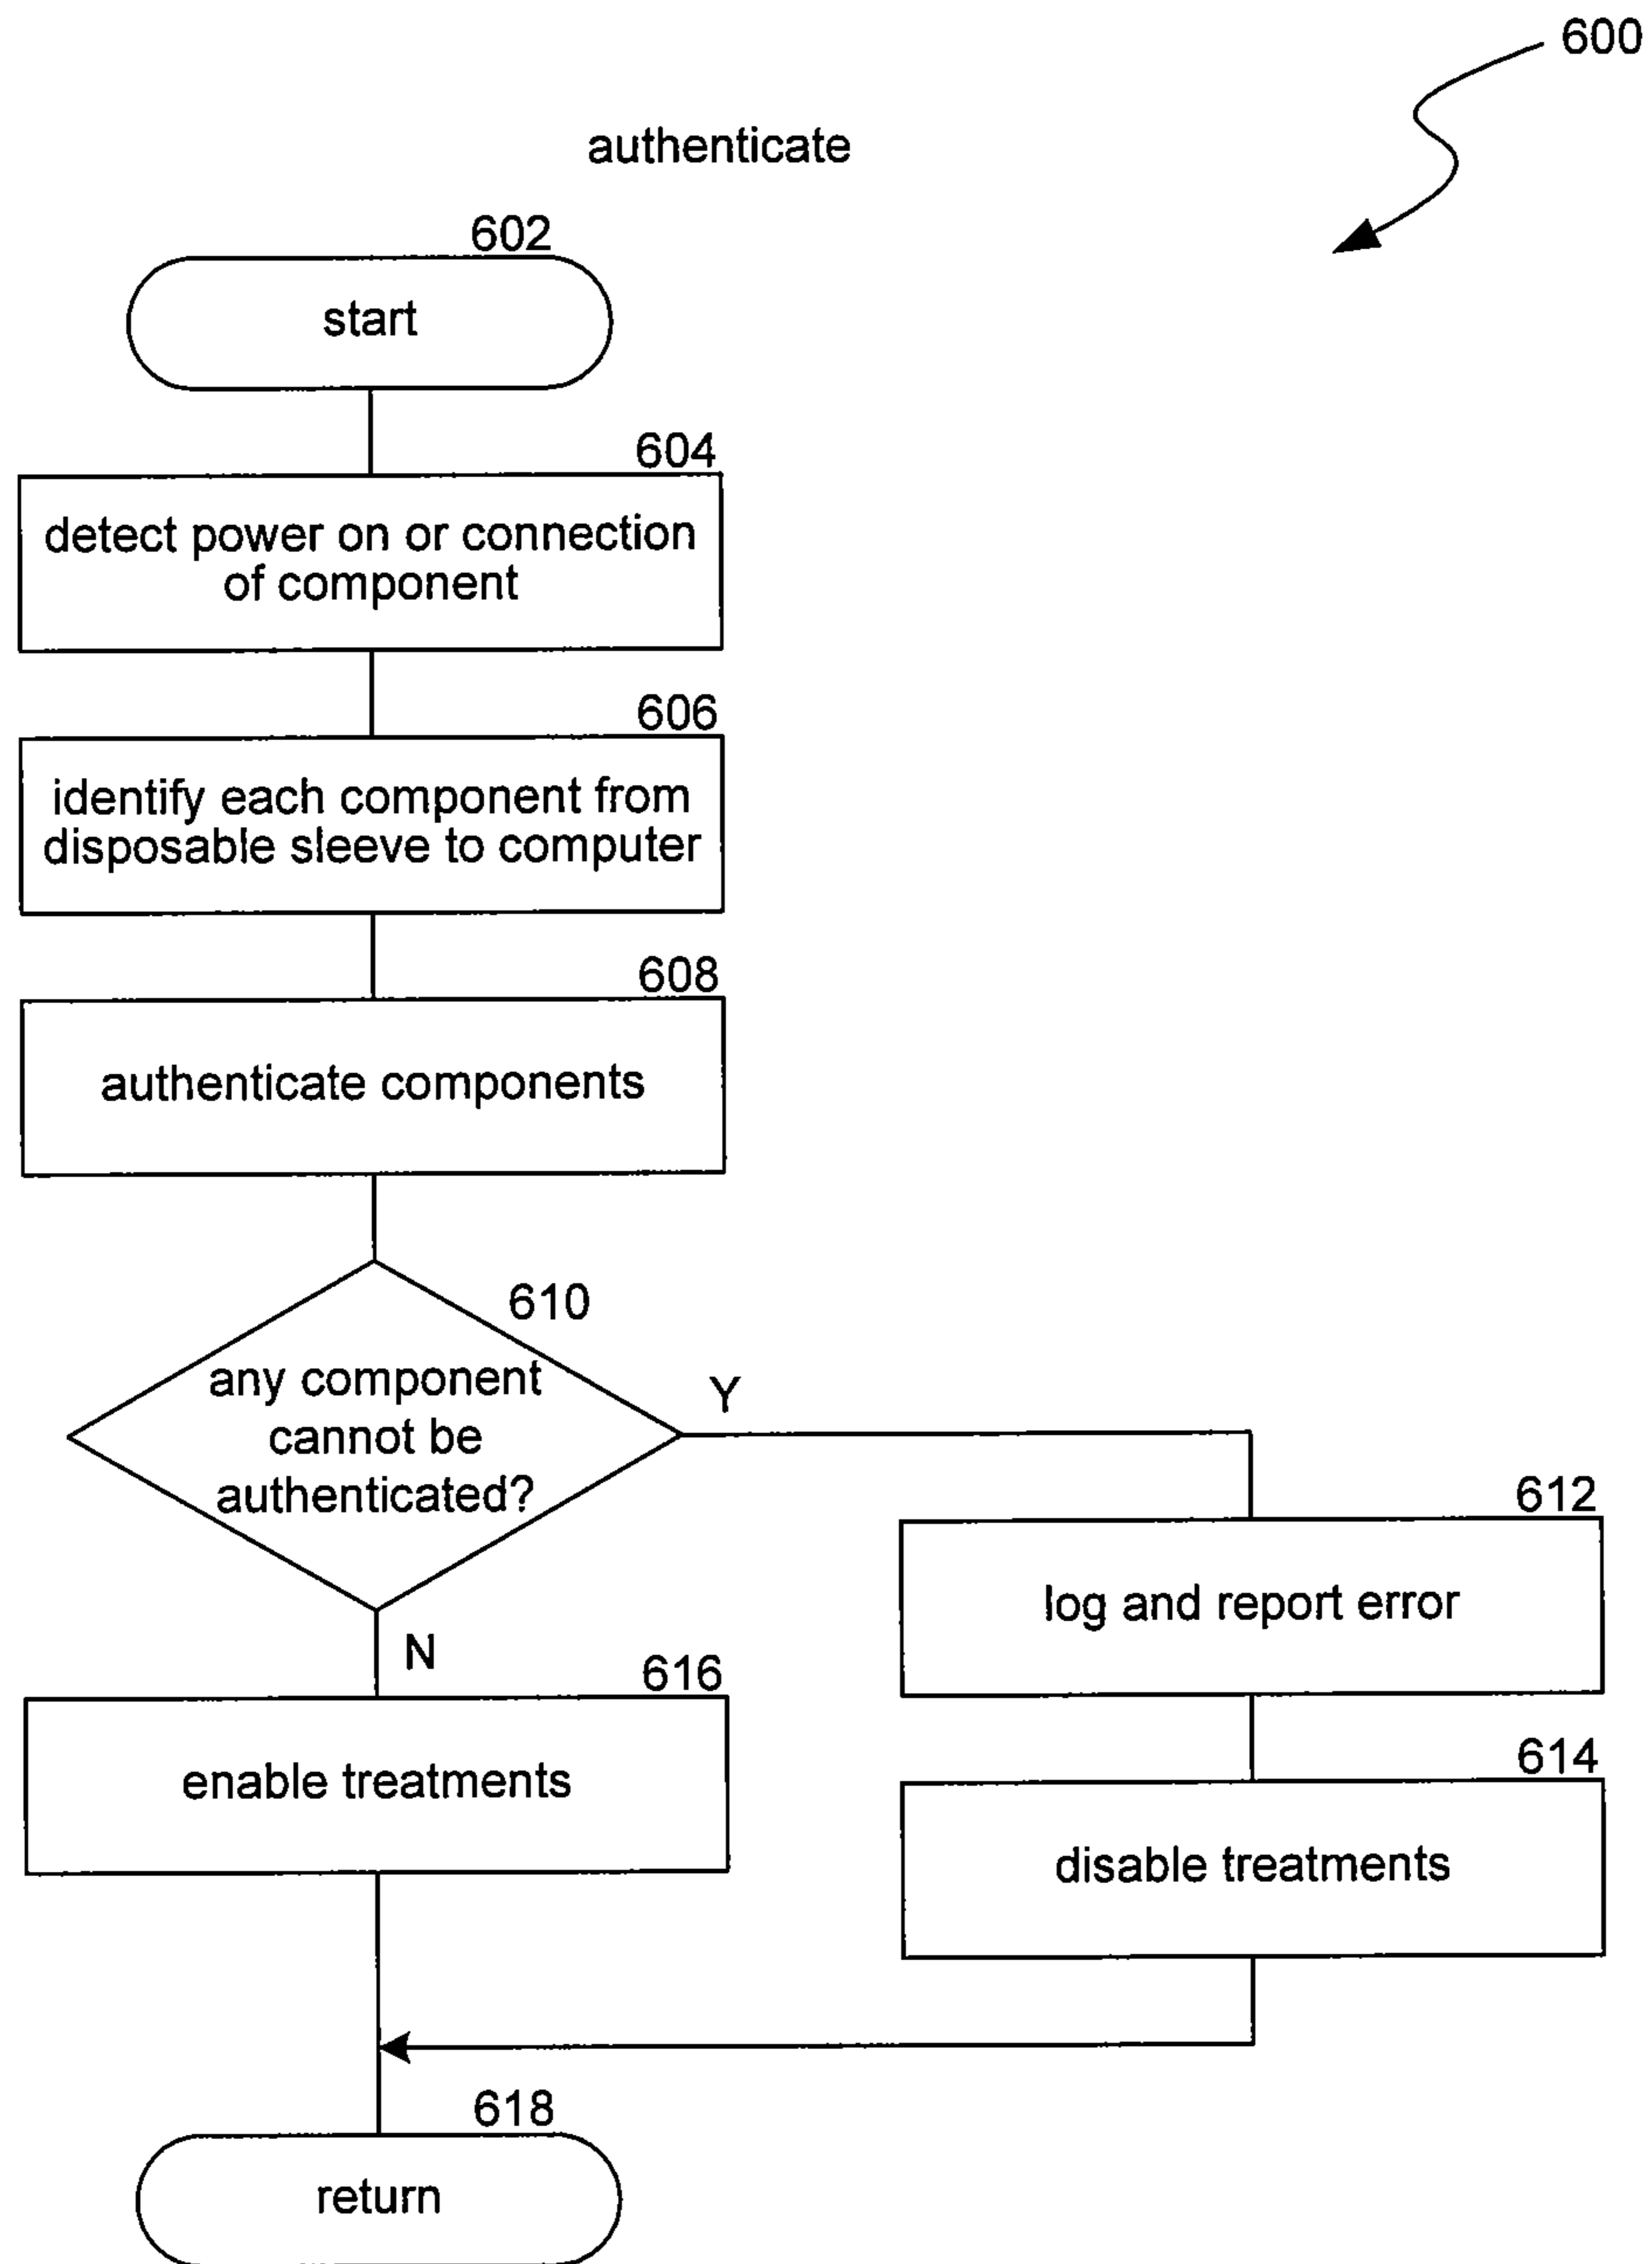 600
authenticate
602
start
604
detect power on or connection
of component
606
identify each component from
disposable sleeve to computer
608
authenticate components
610
any component
cannot be
authenticated?
Y
612
log and report error
N
616
enable treatments
614
disable treatments
618
return